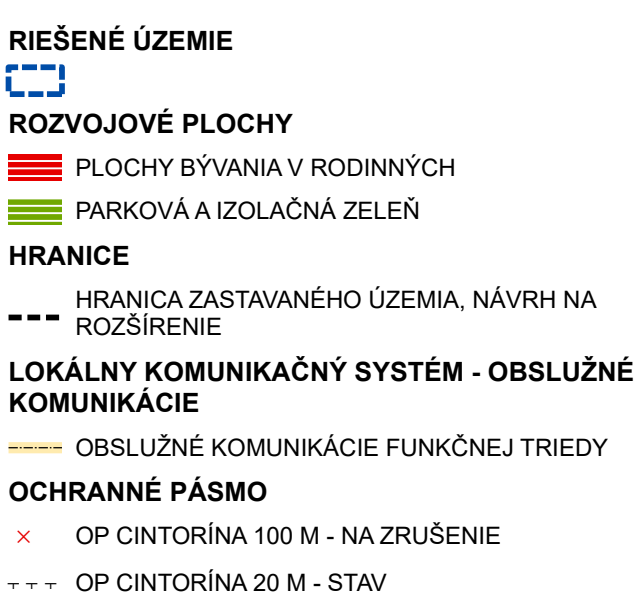 RIEŠENÉ ÚZEMIE
ROZVOJOVÉ PLOCHY
PLOCHY BÝVANIA V RODINNÝCH
PARKOVÁ A IZOLAČNÁ ZELEŇ
HRANICE
HRANICA ZASTAVANÉHO ÚZEMIA, NÁVRH NA
ROZŠÍRENIE
LOKÁLNY KOMUNIKAČNÝ SYSTÉM - OBSLUŽNÉ
KOMUNIKÁCIE
OBSLUŽNÉ KOMUNIKÁCIE FUNKČNEJ TRIEDY
OCHRANNÉ PÁSMO
OP CINTORÍNA 100 M - NA ZRUŠENIE
OP CINTORÍNA 20 M - STAV